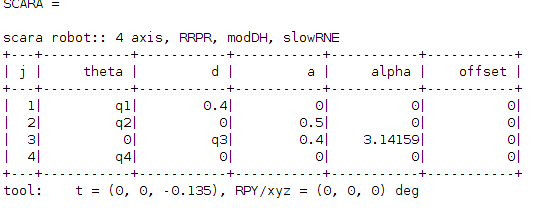 SCARA =
scara robot:: 4 axis, RRPR, modDH, slowRNE
+---+-----------+-----------+-----------+-----------+-----------+
| j |     theta |         d |         a |     alpha |    offset |
+---+-----------+-----------+-----------+-----------+-----------+
|  1|         q1|        0.4|          0|          0|          0|
|  2|         q2|          0|        0.5|          0|          0|
|  3|          0|         q3|        0.4|    3.14159|          0|
|  4|         q4|          0|          0|          0|          0|
+---+-----------+-----------+-----------+-----------+-----------+
tool:    t = (0, 0, -0.135), RPY/xyz = (0, 0, 0) deg